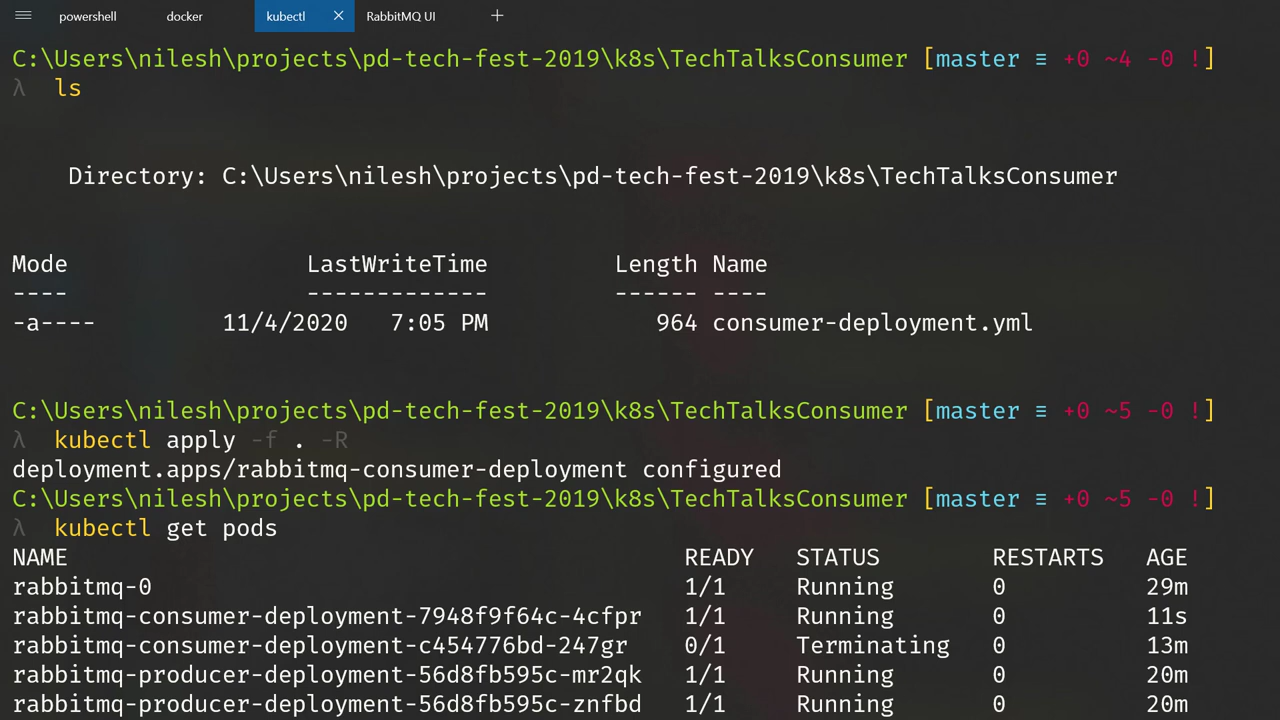 powershell docker kubectl RabbitMQ UI
C:\Users\nilesh\projects\pd-tech-fest-2019\k8s\TechTalksConsumer [master ≡ +0 ~4 -0 !]
λ ls
Directory: C:\Users\nilesh\projects\pd-tech-fest-2019\k8s\TechTalksConsumer
Mode LastWriteTime Length Name
---- ------------- ------ ----
-a---- 11/4/2020 7:05 PM 964 consumer-deployment.yml
C:\Users\nilesh\projects\pd-tech-fest-2019\k8s\TechTalksConsumer [master ≡ +0 ~5 -0 !]
λ kubectl apply -f . -R
deployment.apps/rabbitmq-consumer-deployment configured
C:\Users\nilesh\projects\pd-tech-fest-2019\k8s\TechTalksConsumer [master ≡ +0 ~5 -0 !]
λ kubectl get pods
NAME READY STATUS RESTARTS AGE
rabbitmq-0 1/1 Running 0 29m
rabbitmq-consumer-deployment-7948f9f64c-4cfpr 1/1 Running 0 11s
rabbitmq-consumer-deployment-c454776bd-247gr 0/1 Terminating 0 13m
rabbitmq-producer-deployment-56d8fb595c-mr2qk 1/1 Running 0 20m
rabbitmq-producer-deployment-56d8fb595c-znfbd 1/1 Running 0 20m